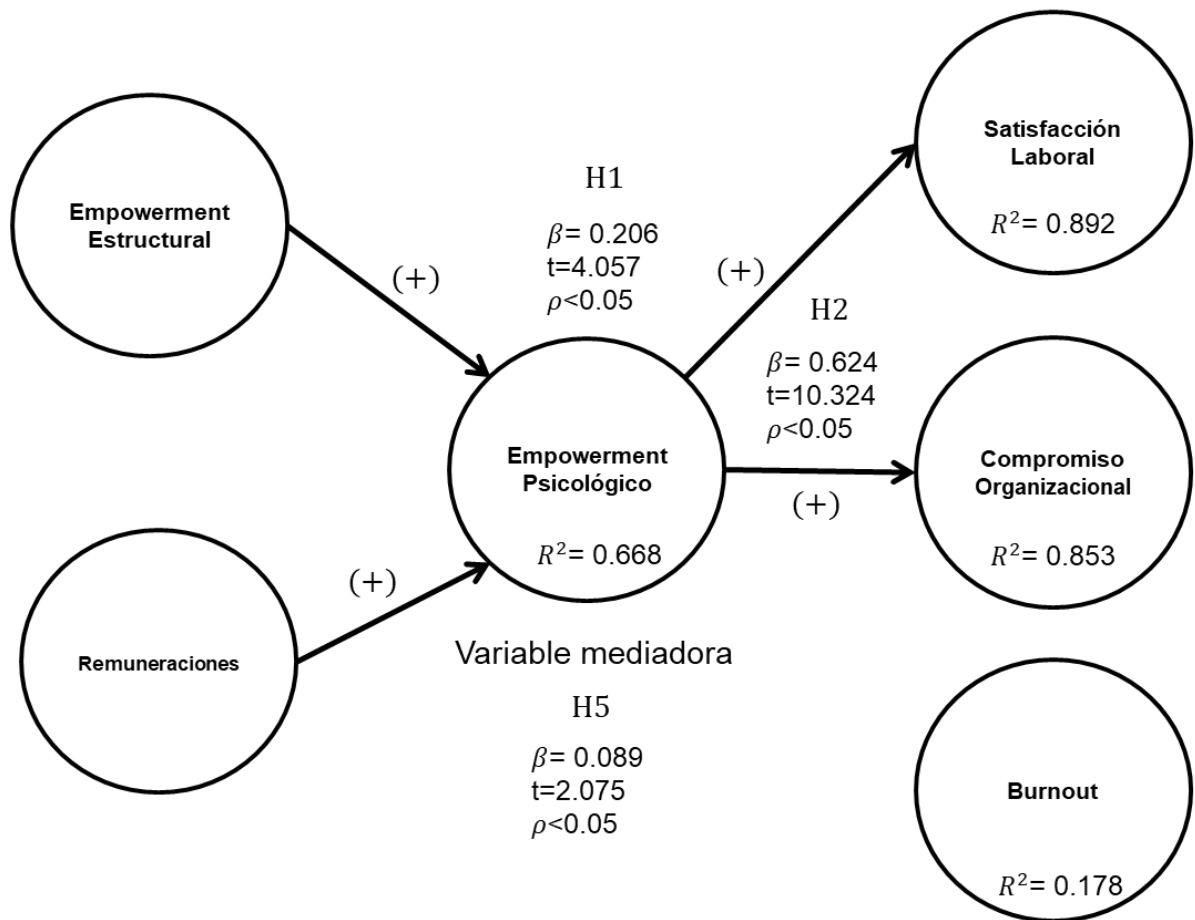 Satisfacción
Laboral
R²= 0.892
Empowerment
Estructural
H1
β= 0.206
t=4.057
ρ<0.05
(+)
(+)
H2
β= 0.624
t=10.324
ρ<0.05
Empowerment
Psicológico
R²= 0.668
(+)
Compromiso
Organizacional
R²= 0.853
Remuneraciones
(+)
Variable mediadora
H5
β= 0.089
t=2.075
ρ<0.05
Burnout
R²= 0.178